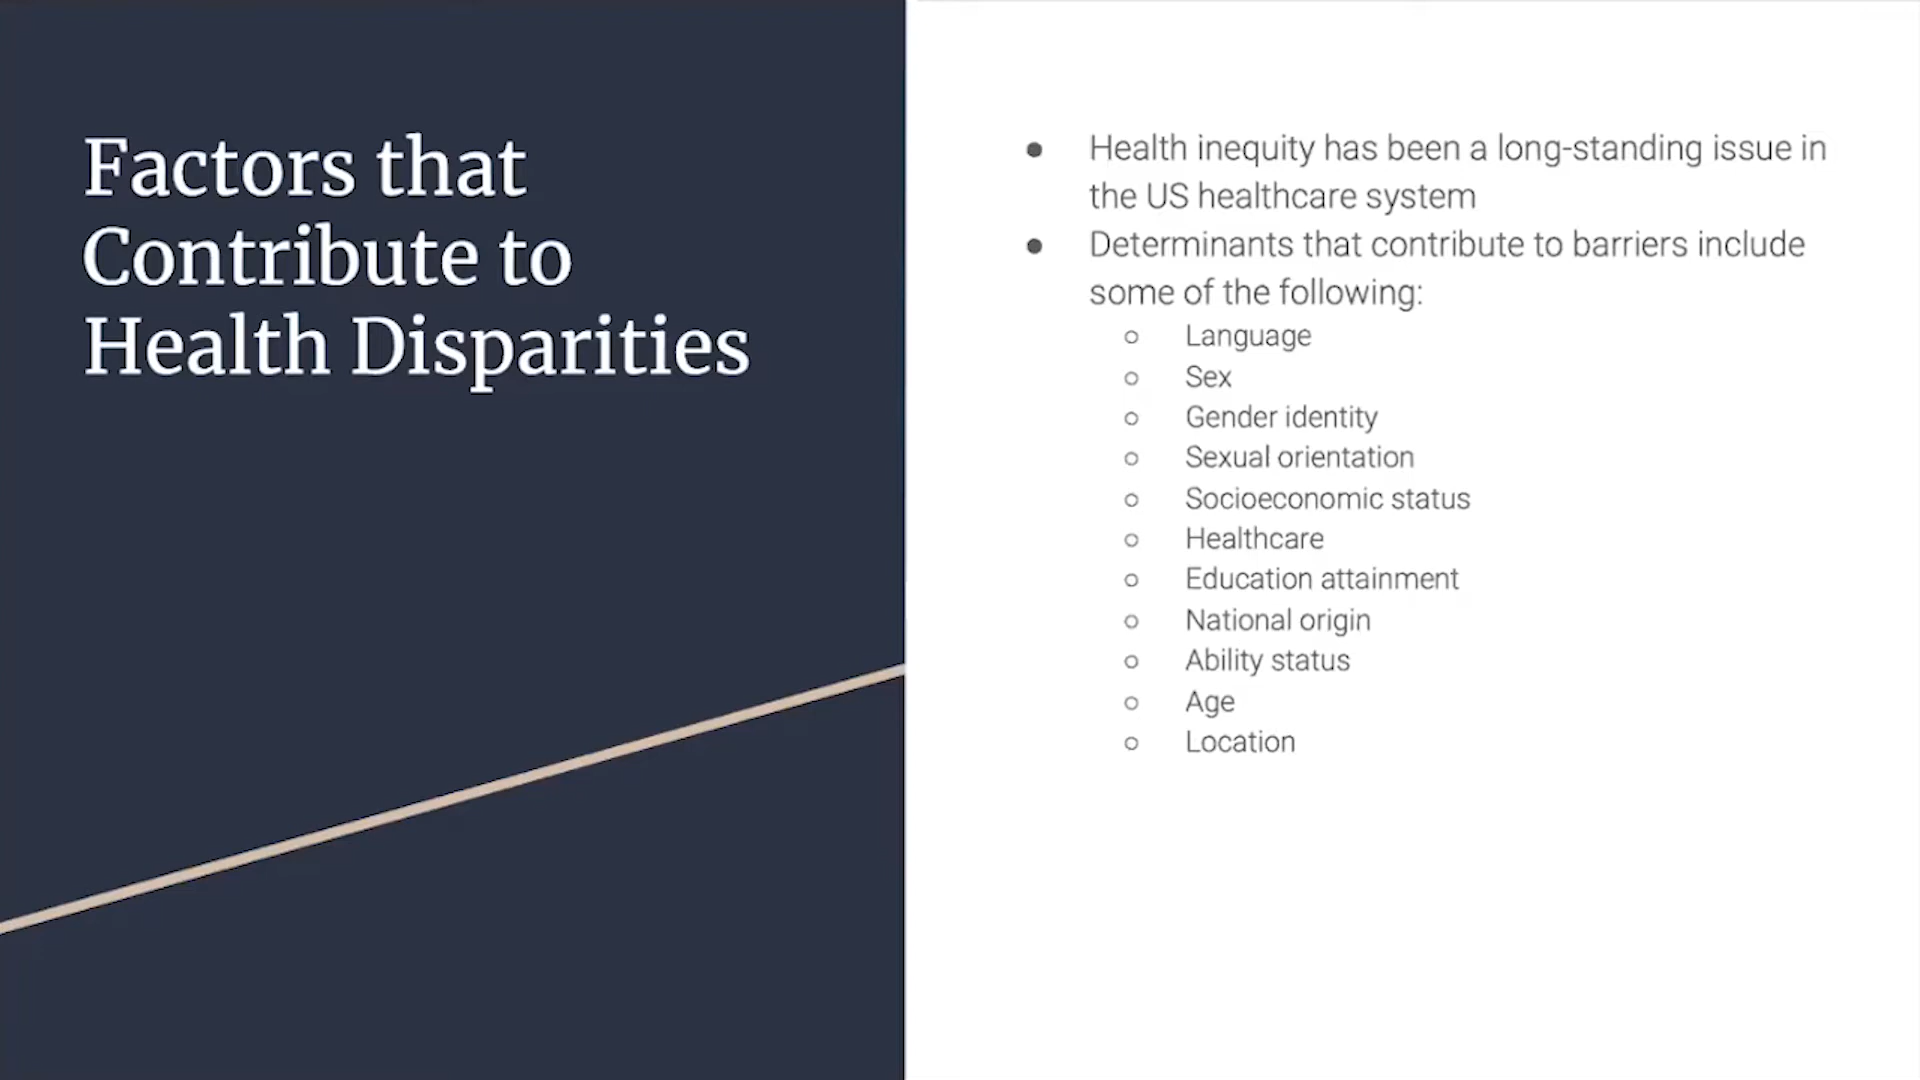 Factors that
Contribute to
Health Disparities
● Health inequity has been a long-standing issue in
the US healthcare system
● Determinants that contribute to barriers include
some of the following:
○ Language
○ Sex
○ Gender identity
○ Sexual orientation
○ Socioeconomic status
○ Healthcare
○ Education attainment
○ National origin
○ Ability status
○ Age
○ Location